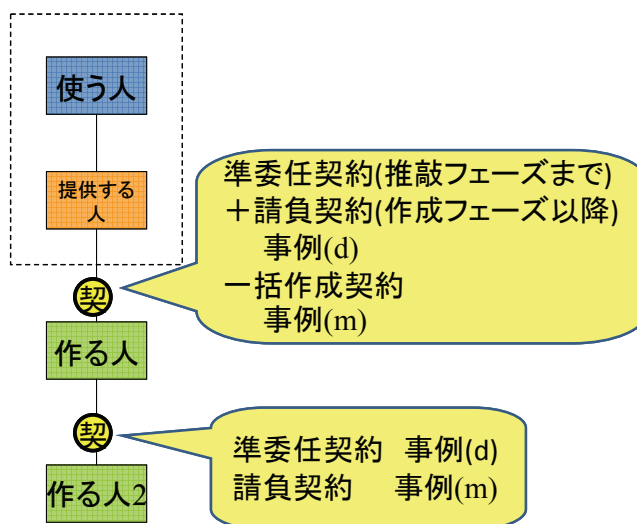 使う人
提供する
人
準委任契約(推敲フェーズまで)
＋請負契約(作成フェーズ以降)
事例(d)
一括作成契約
事例(m)
契
作る人
契
準委任契約 事例(d)
請負契約 事例(m)
作る人2